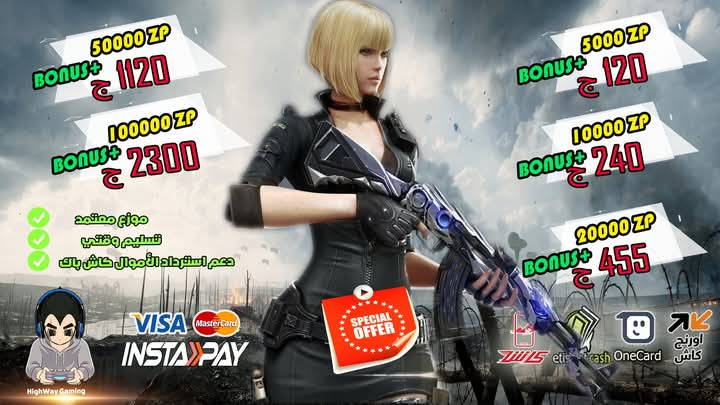 50000 ZP
BONUS+
1120 ج
100000 ZP
BONUS+
2300 ج
5000 ZP
BONUS+
120 ج
10000 ZP
BONUS+
240 ج
20000 ZP
BONUS+
455 ج
موزع معتمد
تسليم وقتي
دعم استرداد الأموال كاش باك
HighWay Gaming
VISA
MasterCard
INSTAPAY
SPECIAL
OFFER
OneCard
اورنچ
كاش